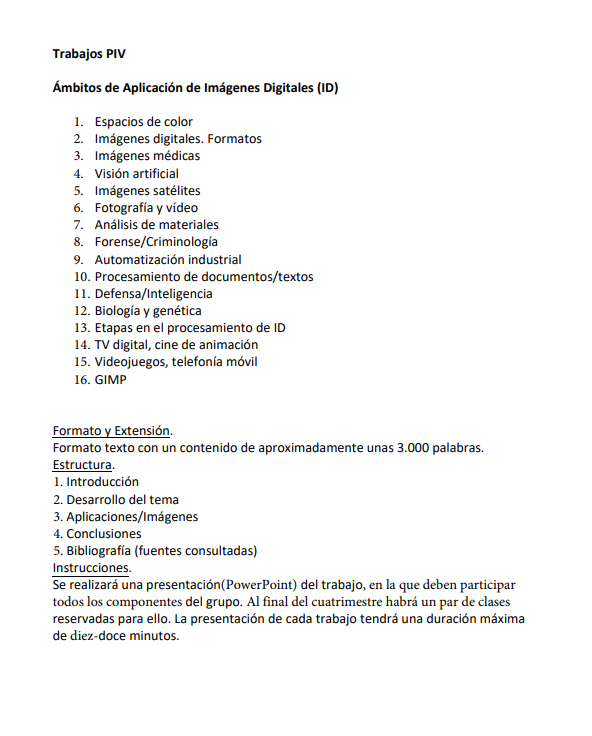 Trabajos PIV
Ámbitos de Aplicación de Imágenes Digitales (ID)
1. Espacios de color
2. Imágenes digitales. Formatos
3. Imágenes médicas
4. Visión artificial
5. Imágenes satélites
6. Fotografía y vídeo
7. Análisis de materiales
8. Forense/Criminología
9. Automatización industrial
10. Procesamiento de documentos/textos
11. Defensa/Inteligencia
12. Biología y genética
13. Etapas en el procesamiento de ID
14. TV digital, cine de animación
15. Videojuegos, telefonía móvil
16. GIMP
Formato y Extensión.
Formato texto con un contenido de aproximadamente unas 3.000 palabras.
Estructura.
1. Introducción
2. Desarrollo del tema
3. Aplicaciones/Imágenes
4. Conclusiones
5. Bibliografía (fuentes consultadas)
Instrucciones.
Se realizará una presentación(PowerPoint) del trabajo, en la que deben participar
todos los componentes del grupo. Al final del cuatrimestre habrá un par de clases
reservadas para ello. La presentación de cada trabajo tendrá una duración máxima
de diez-doce minutos.